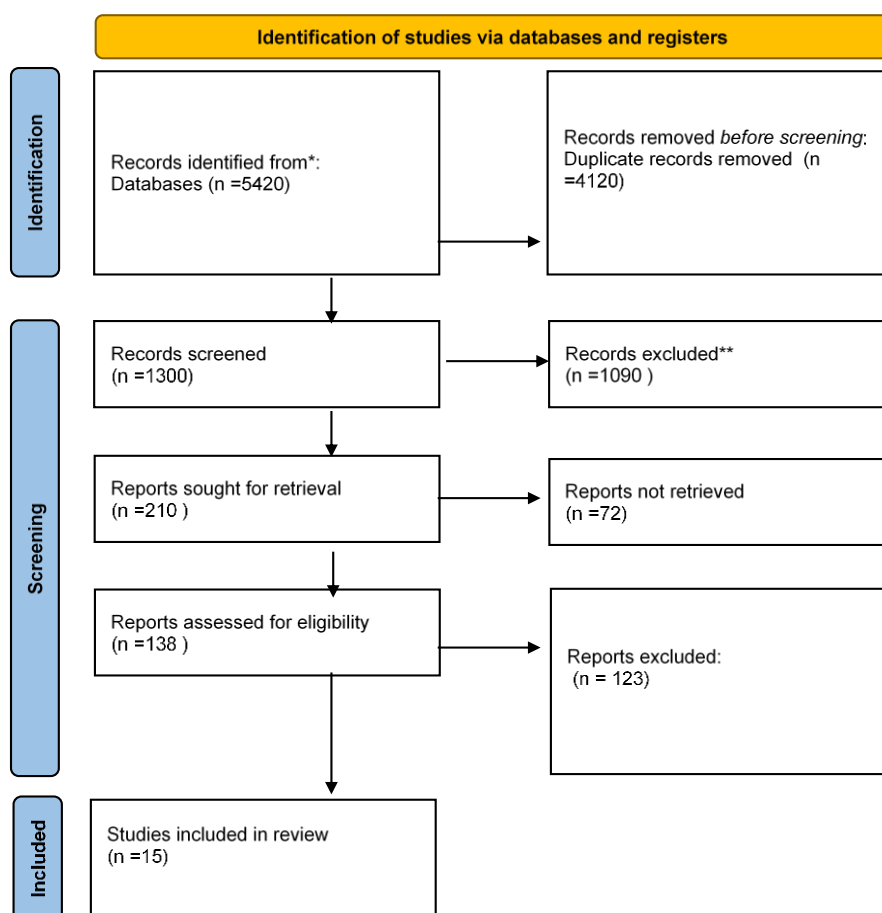 Identification of studies via databases and registers
Identification
Records identified from*:
Databases (n =5420)
Records removed before screening:
Duplicate records removed  (n
=4120)
Screening
Records screened
(n =1300)
Records excluded**
(n =1090 )
Reports sought for retrieval
(n =210 )
Reports not retrieved
(n =72)
Reports assessed for eligibility
(n =138 )
Reports excluded:
(n = 123)
Included
Studies included in review
(n =15)